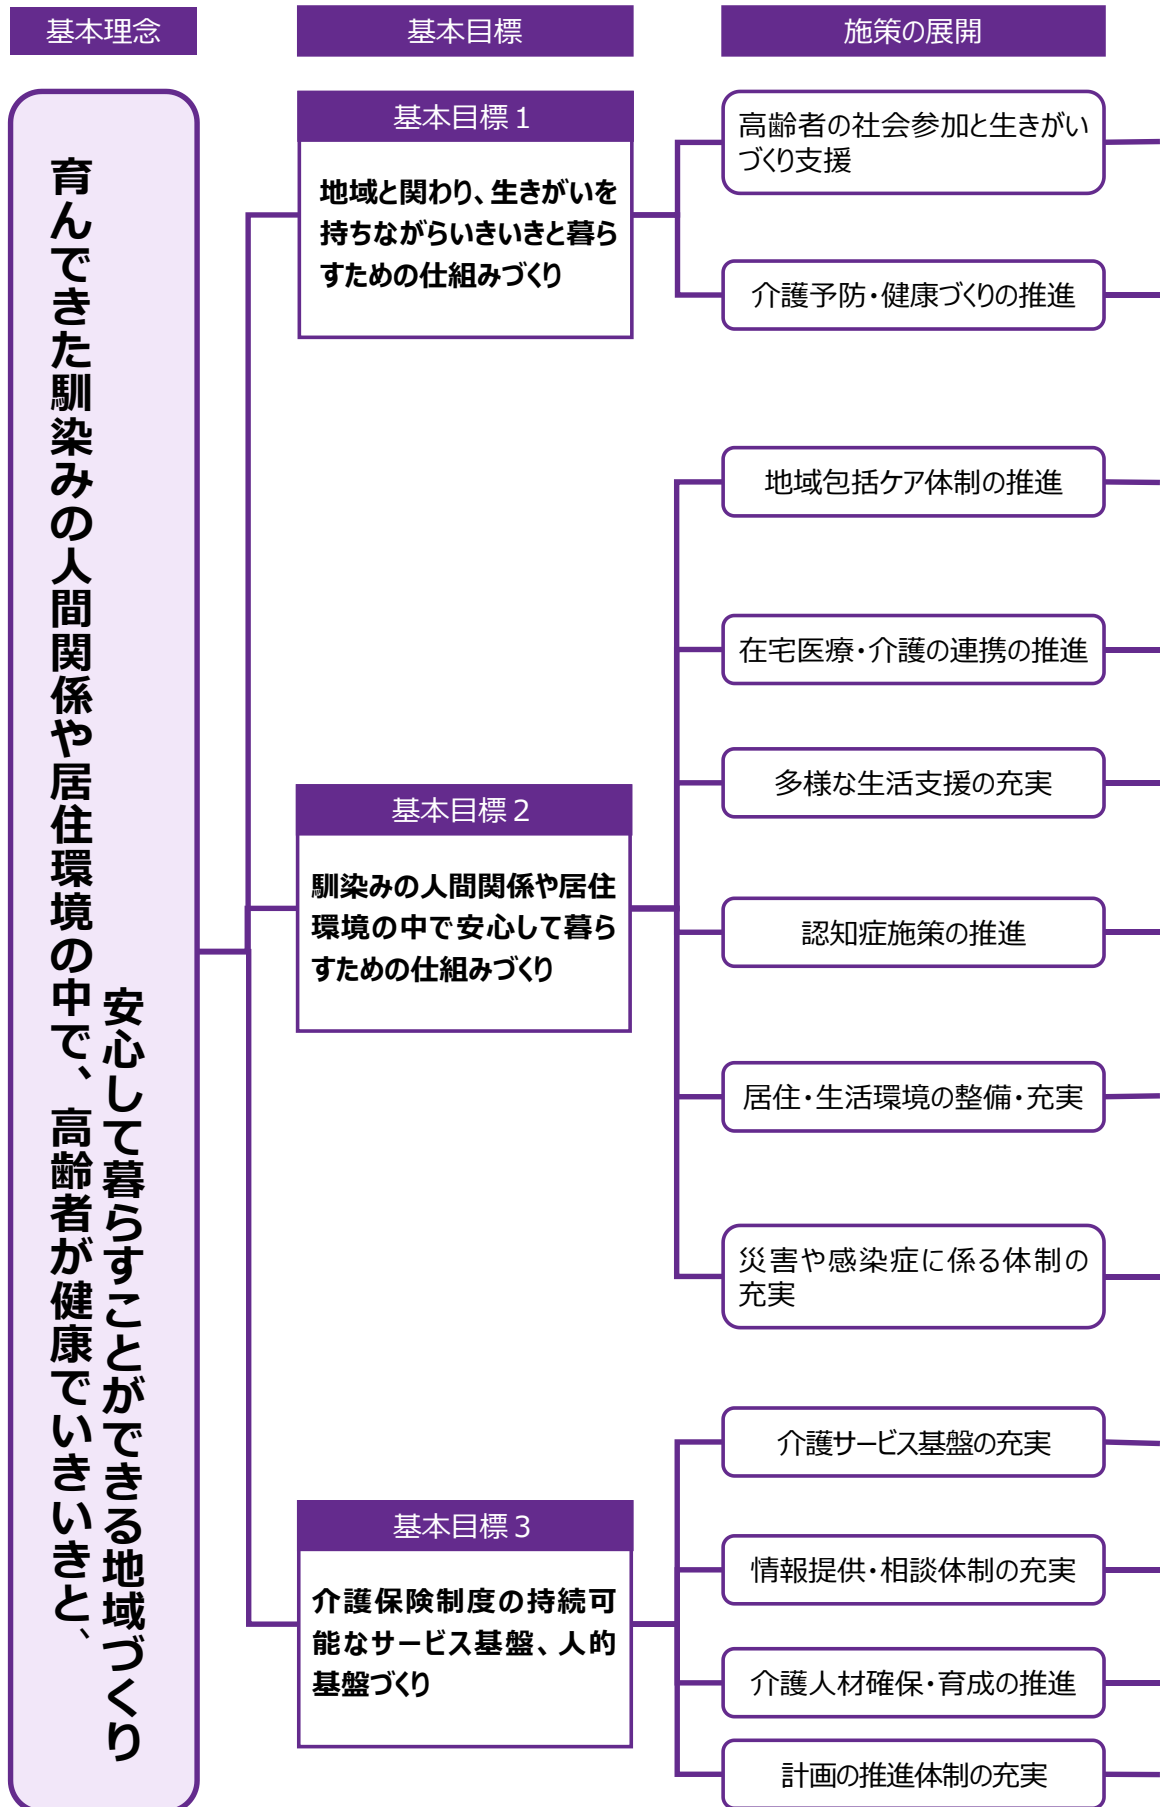 基本理念
基本目標
施策の展開
育んできた馴染みの人間関係や居住環境の中で、高齢者が健康でいきいきと、
安心して暮らすことができる地域づくり
基本目標1
地域と関わり、生きがいを
持ちながらいきいきと暮ら
すための仕組みづくり
高齢者の社会参加と生きがい
づくり支援
介護予防・健康づくりの推進
基本目標2
馴染みの人間関係や居住
環境の中で安心して暮ら
すための仕組みづくり
地域包括ケア体制の推進
在宅医療・介護の連携の推進
多様な生活支援の充実
認知症施策の推進
居住・生活環境の整備・充実
災害や感染症に係る体制の
充実
基本目標3
介護保険制度の持続可
能なサービス基盤、人的
基盤づくり
介護サービス基盤の充実
情報提供・相談体制の充実
介護人材確保・育成の推進
計画の推進体制の充実